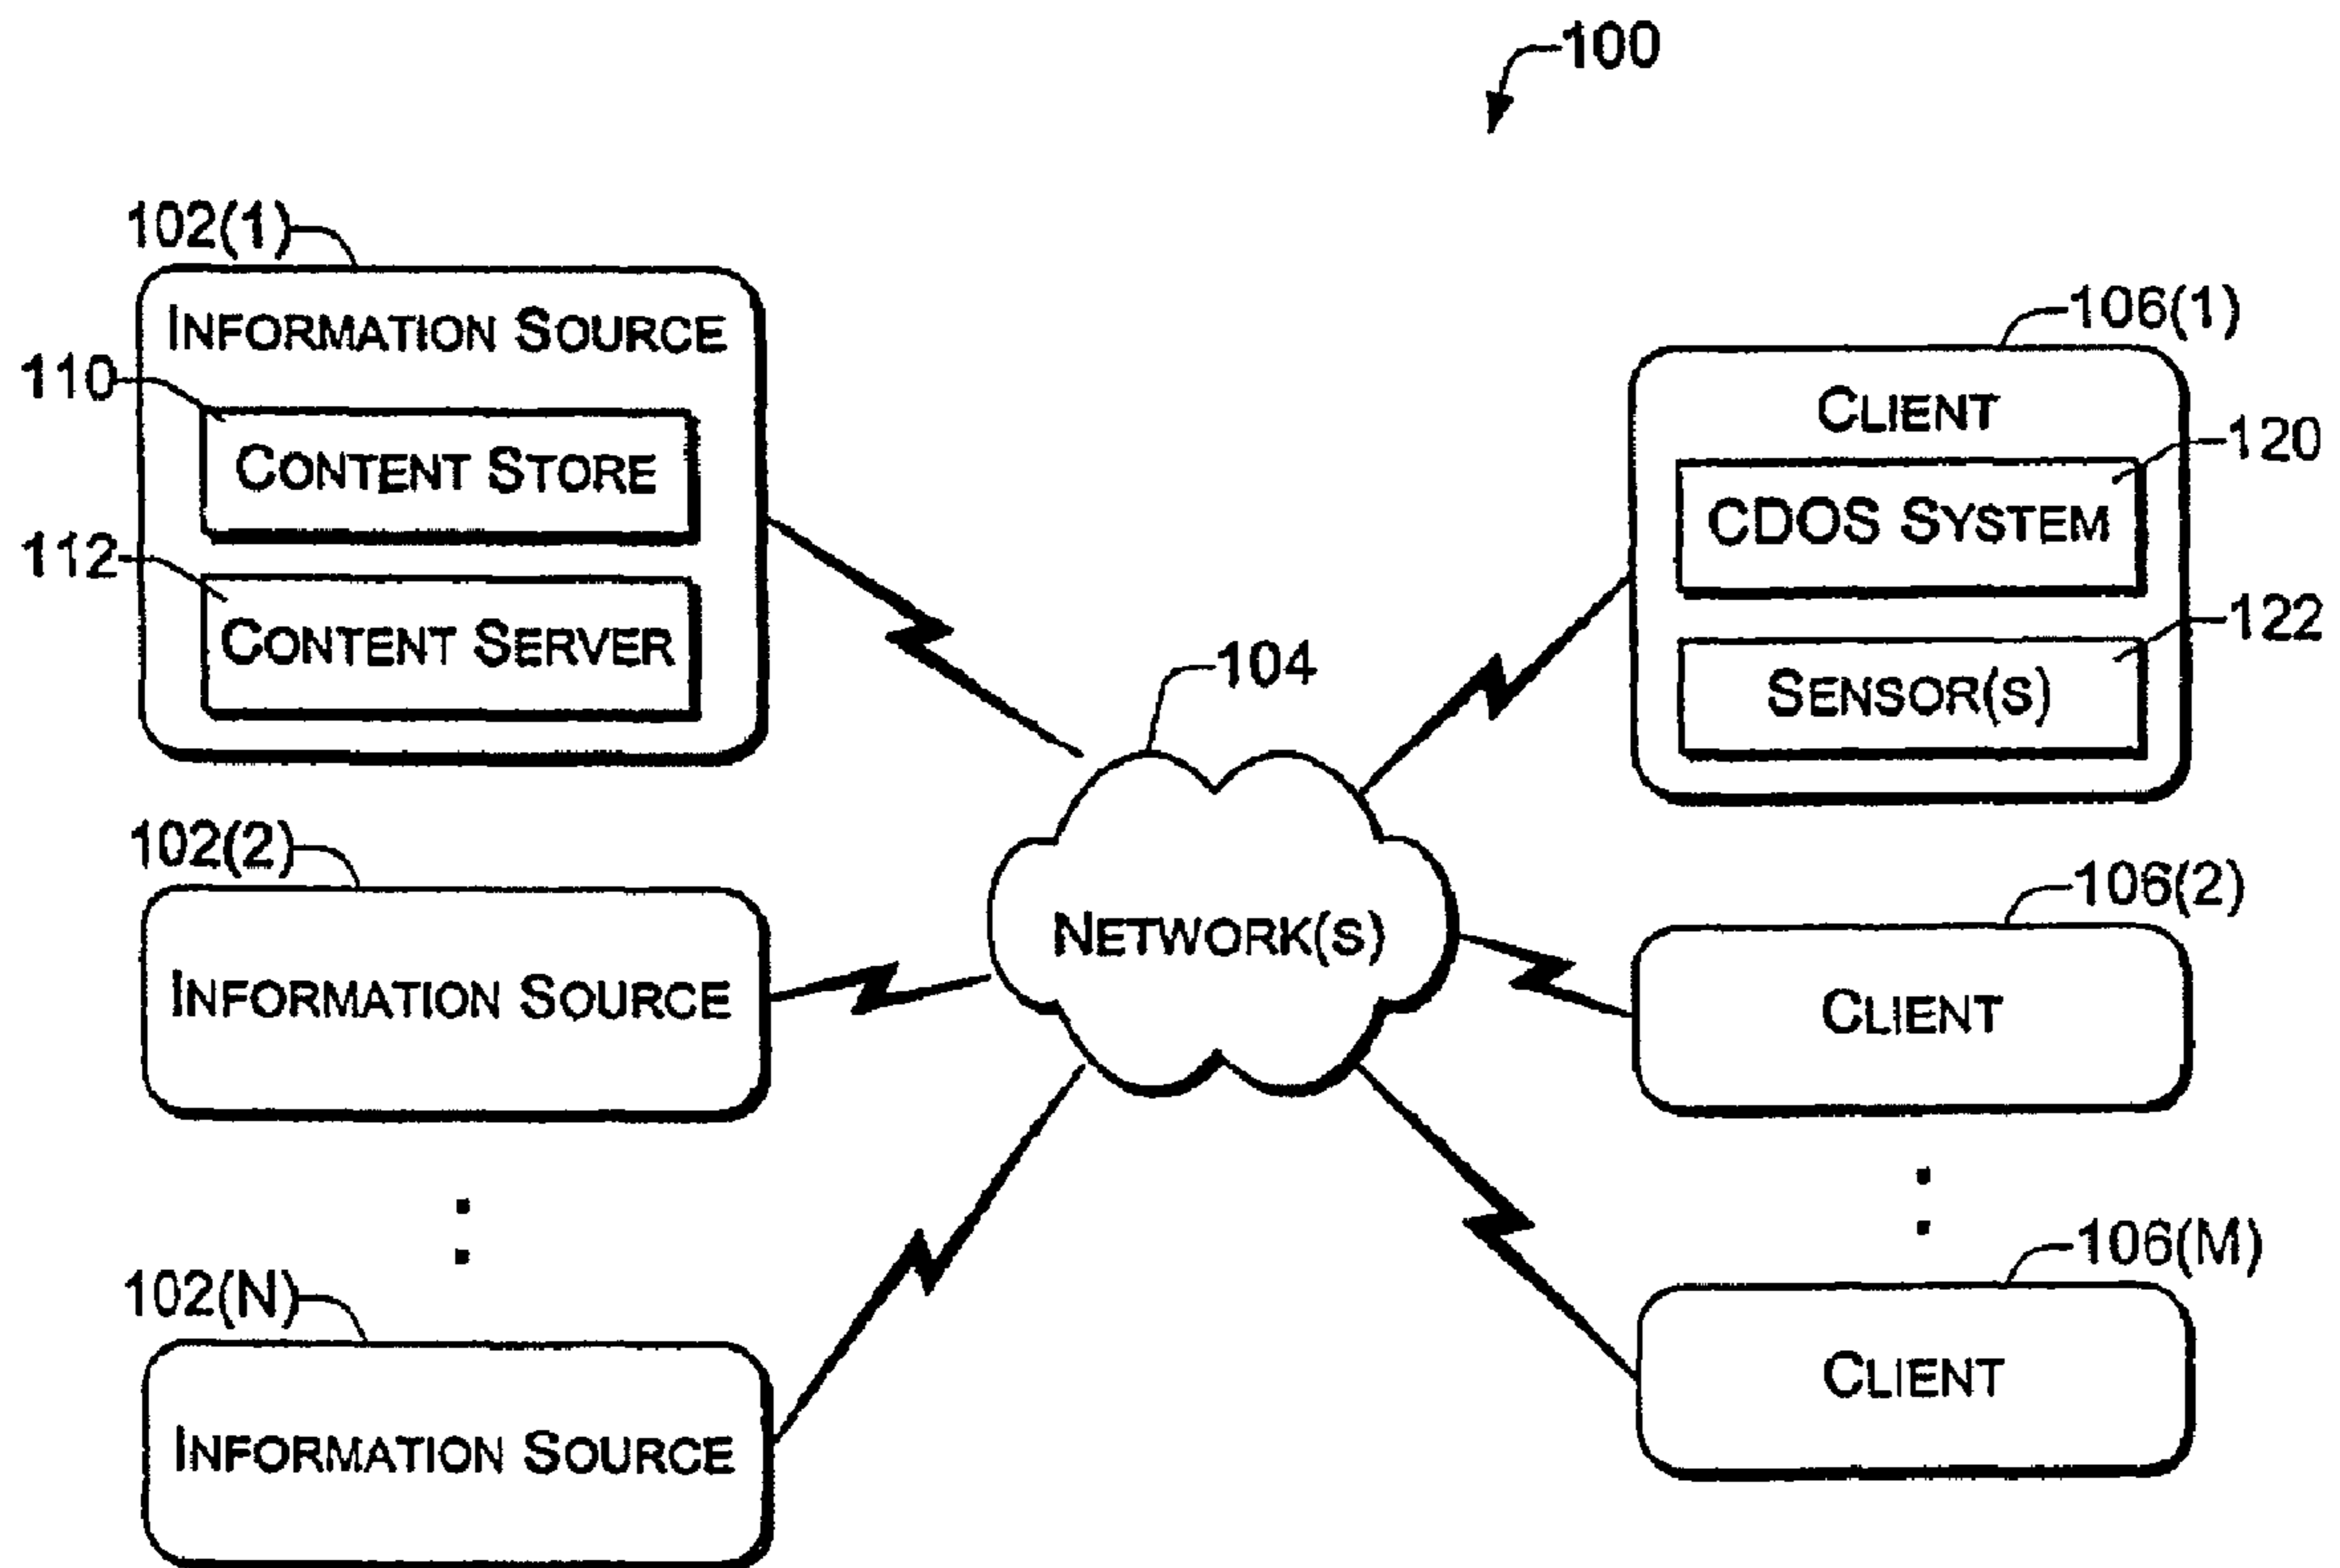 100
102(1)
INFORMATION SOURCE
110
CONTENT STORE
112
CONTENT SERVER
106(1)
CLIENT
120
CDOS SYSTEM
122
SENSOR(S)
104
NETWORK(S)
102(2)
INFORMATION SOURCE
106(2)
CLIENT
102(N)
INFORMATION SOURCE
106(M)
CLIENT